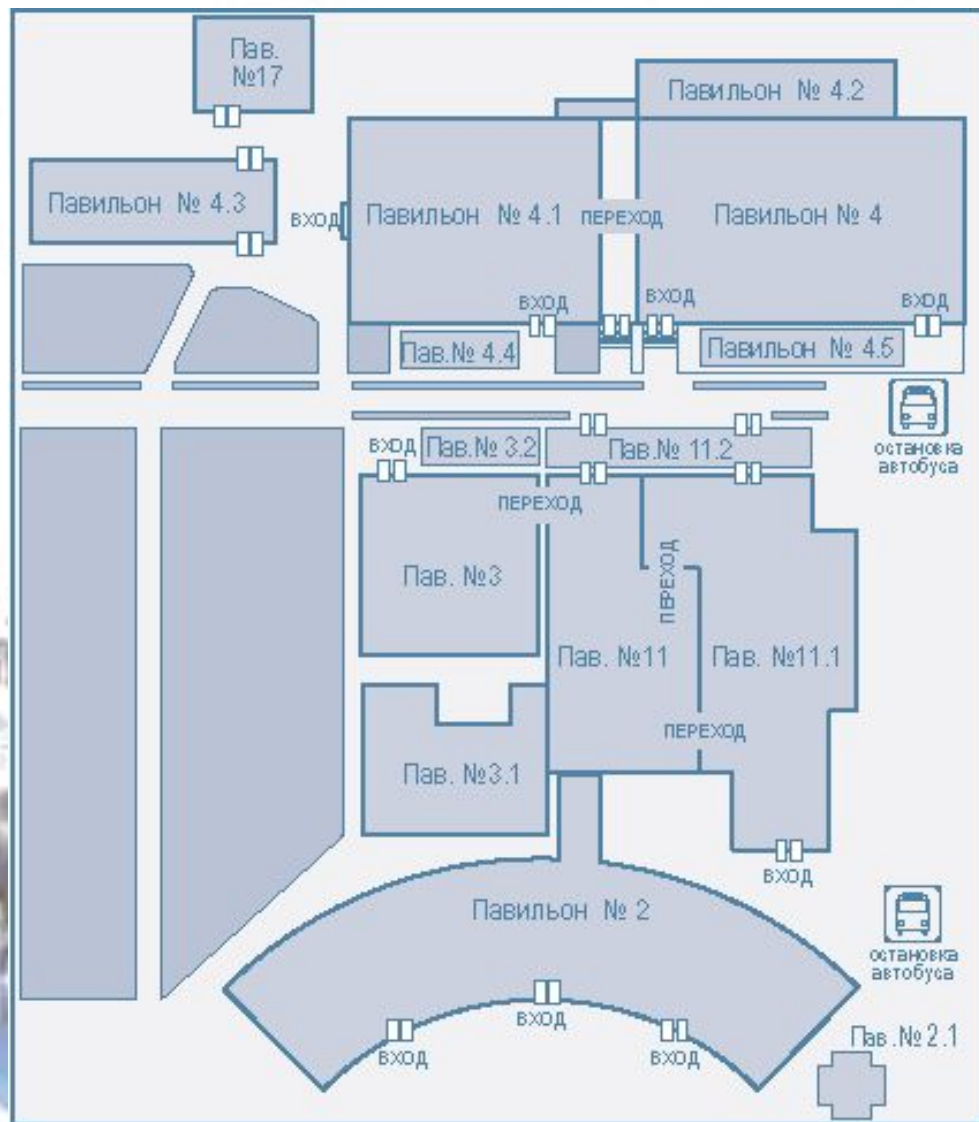 Пав.
№17
Павильон № 4.2
Павильон № 4.3
ВХОД
Павильон № 4.1
ПЕРЕХОД
Павильон № 4
ВХОД
ВХОД
ВХОД
Пав.№ 4.4
Павильон № 4.5
остановка
автобуса
ВХОД
Пав.№ 3.2
Пав.№ 11.2
ПЕРЕХОД
ПЕРЕХОД
Пав. №3
Пав. №11
Пав. №11.1
ПЕРЕХОД
Пав. №3.1
ВХОД
Павильон № 2
остановка
автобуса
ВХОД
ВХОД
ВХОД
Пав.№ 2.1